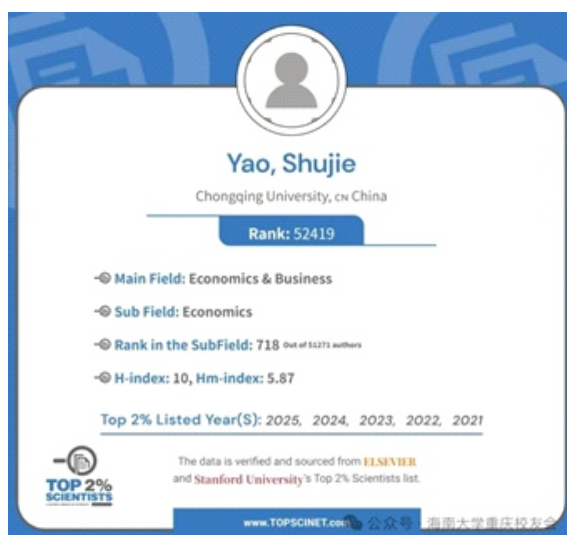 Yao, Shujie
Chongqing University, CN China
Rank: 52419
Main Field: Economics & Business
Sub Field: Economics
Rank in the SubField: 718 Out of 51271 authors
H-index: 10, Hm-index: 5.87
Top 2% Listed Year(S): 2025, 2024, 2023, 2022, 2021
The data is verified and sourced from ELSEVIER
and Stanford University's Top 2% Scientists list.
TOP 2%
SCIENTISTS
www.TOPSCINET.com
公众号 · 海南大学重庆校友会